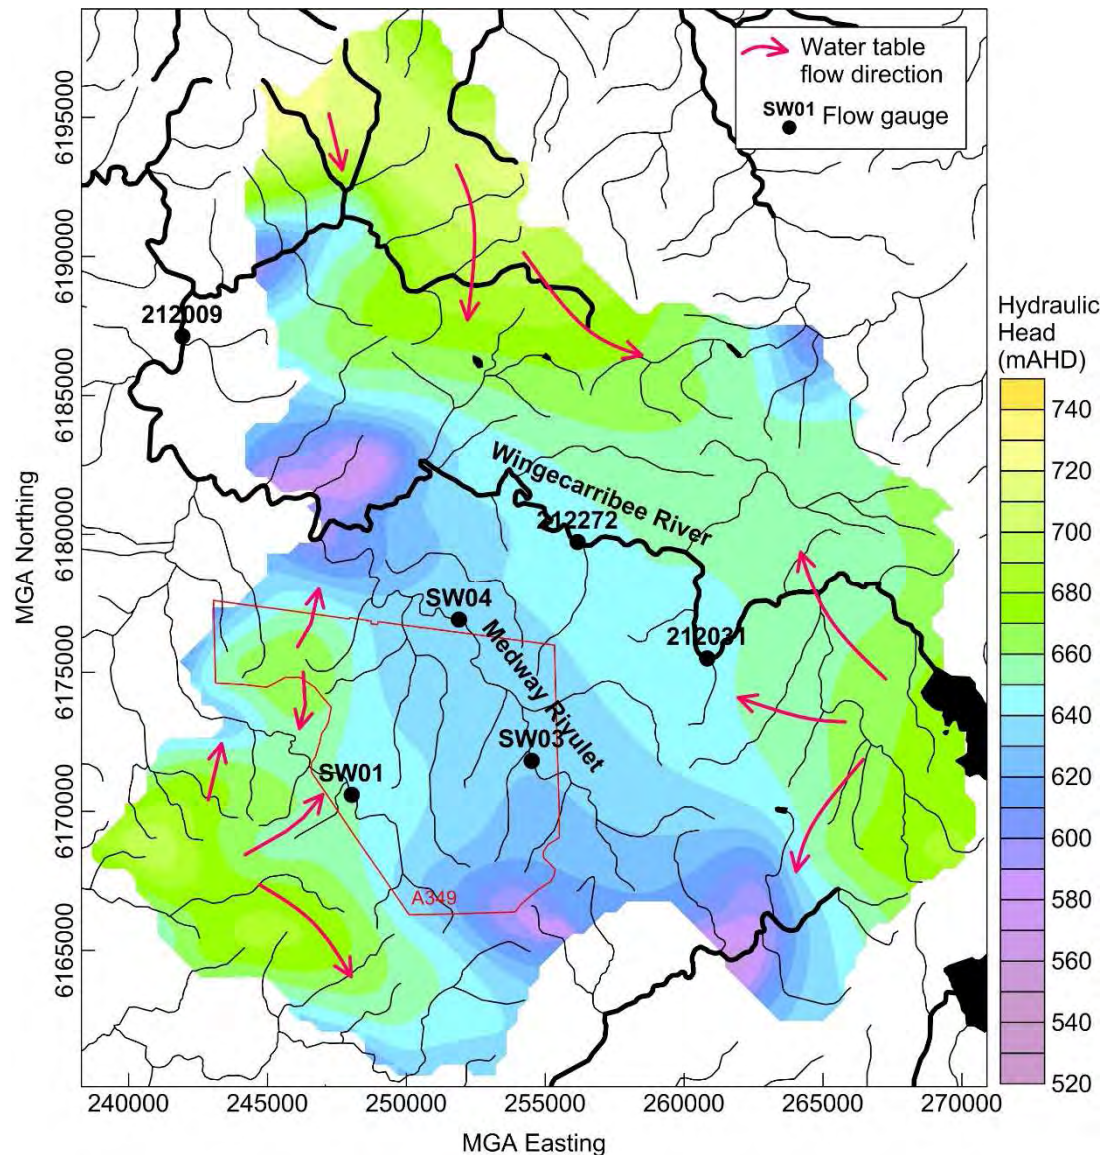 Water table
flow direction
SW01 Flow gauge
6195000
6190000
6185000
6180000
6175000
6170000
6165000
MGA Northing
212009
Wingecarribee River
212272
SW04
Medway Rivulet
212031
SW03
SW01
A349
Hydraulic
Head
(mAHD)
740
720
700
680
660
640
620
600
580
560
540
520
240000 245000 250000 255000 260000 265000 270000
MGA Easting